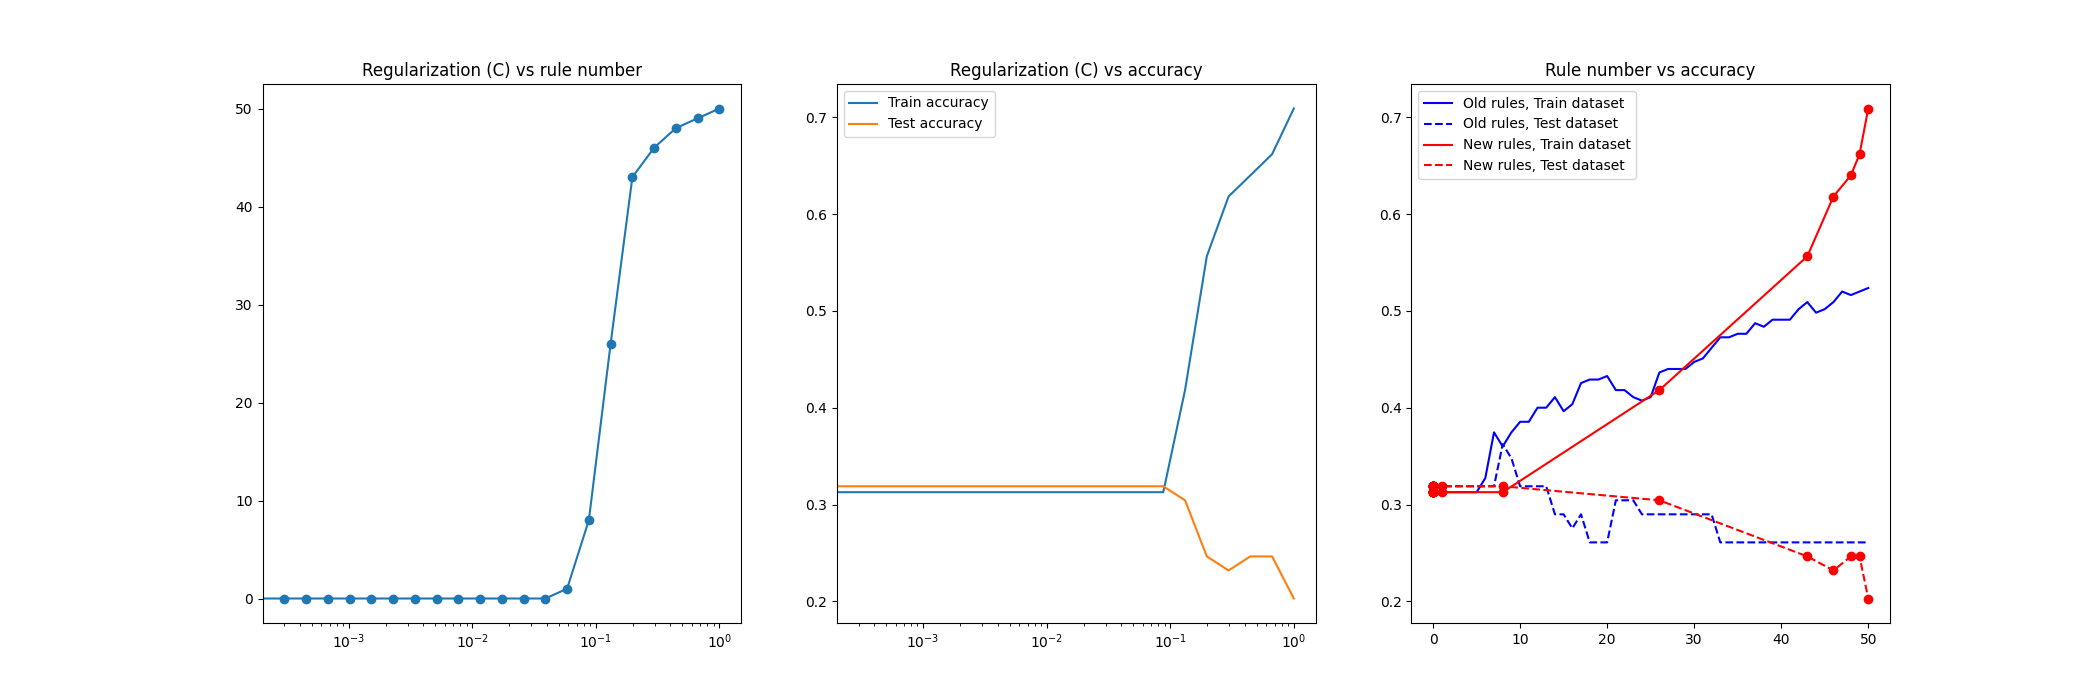 Regularization (C) vs rule number
50
40
30
20
10
0
10⁻³ 10⁻² 10⁻¹ 10⁰
Regularization (C) vs accuracy
Train accuracy
Test accuracy
0.7
0.6
0.5
0.4
0.3
0.2
10⁻³ 10⁻² 10⁻¹ 10⁰
Rule number vs accuracy
Old rules, Train dataset
Old rules, Test dataset
New rules, Train dataset
New rules, Test dataset
0.7
0.6
0.5
0.4
0.3
0.2
0 10 20 30 40 50